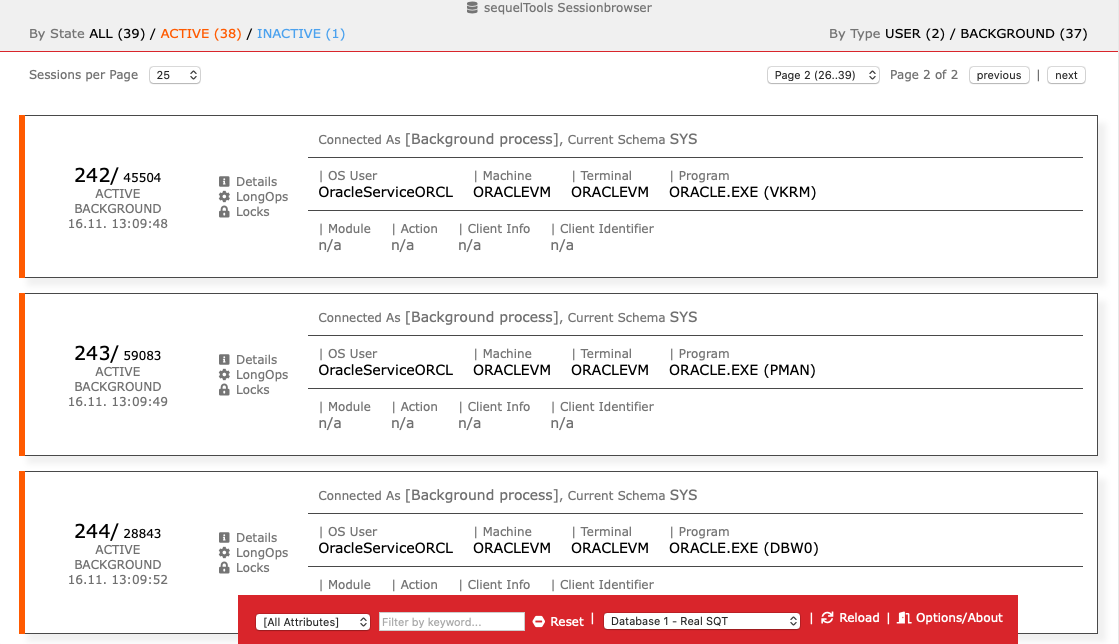 sequelTools Sessionbrowser
By State ALL (39) / ACTIVE (38) / INACTIVE (1)
By Type USER (2) / BACKGROUND (37)
Sessions per Page 25
Page 2 (26..39) Page 2 of 2 previous | next
Connected As [Background process], Current Schema SYS
242/ 45504
ACTIVE
BACKGROUND
16.11. 13:09:48
Details
LongOps
Locks
| OS User | Machine | Terminal | Program
OracleServiceORCL ORACLEVM ORACLEVM ORACLE.EXE (VKRM)
| Module | Action | Client Info | Client Identifier
n/a n/a n/a n/a
Connected As [Background process], Current Schema SYS
243/ 59083
ACTIVE
BACKGROUND
16.11. 13:09:49
Details
LongOps
Locks
| OS User | Machine | Terminal | Program
OracleServiceORCL ORACLEVM ORACLEVM ORACLE.EXE (PMAN)
| Module | Action | Client Info | Client Identifier
n/a n/a n/a n/a
Connected As [Background process], Current Schema SYS
244/ 28843
ACTIVE
BACKGROUND
16.11. 13:09:52
Details
LongOps
Locks
| OS User | Machine | Terminal | Program
OracleServiceORCL ORACLEVM ORACLEVM ORACLE.EXE (DBW0)
| Module | Action | Client Info | Client Identifier
[All Attributes] Filter by keyword... Reset | Database 1 - Real SQT | Reload | Options/About